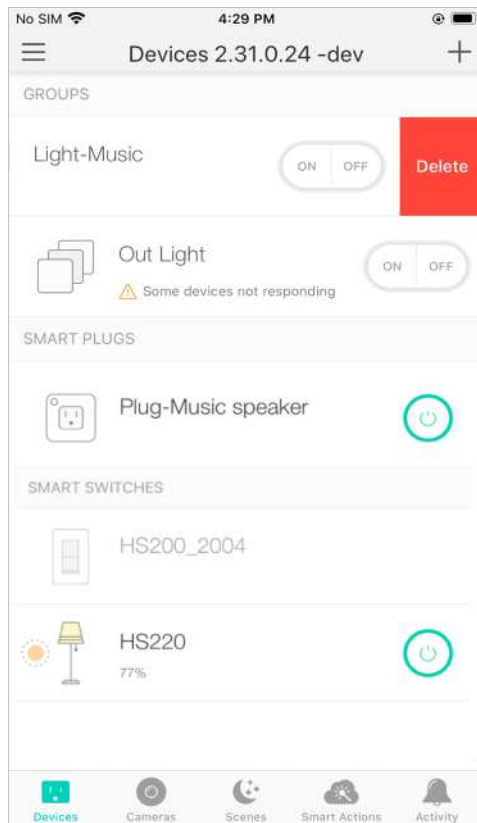 No SIM 4:29 PM
Devices 2.31.0.24 -dev
GROUPS
Light-Music ON OFF Delete
Out Light ON OFF
Some devices not responding
SMART PLUGS
Plug-Music speaker
SMART SWITCHES
HS200_2004
HS220
77%
Devices Cameras Scenes Smart Actions Activity